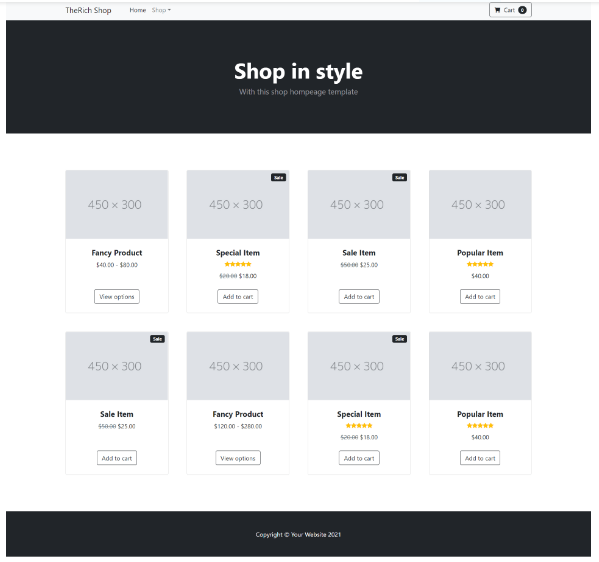 TheRich Shop Home Shop Cart 0
Shop in style
With this shop hompeage template
450 × 300
Fancy Product
$40.00 - $80.00
View options
Sale
450 × 300
Special Item
$20.00 $18.00
Add to cart
Sale
450 × 300
Sale Item
$50.00 $25.00
Add to cart
450 × 300
Popular Item
$40.00
Add to cart
Sale
450 × 300
Sale Item
$50.00 $25.00
Add to cart
450 × 300
Fancy Product
$120.00 - $280.00
View options
Sale
450 × 300
Special Item
$20.00 $18.00
Add to cart
450 × 300
Popular Item
$40.00
Add to cart
Copyright © Your Website 2021